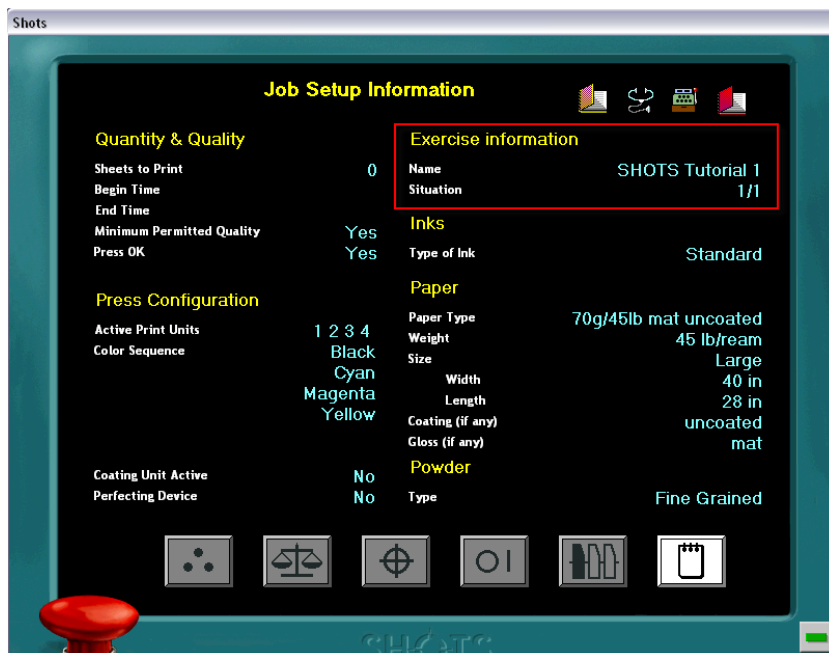 Shots
Job Setup Information
Quantity & Quality
Sheets to Print 0
Begin Time
End Time
Minimum Permitted Quality Yes
Press OK Yes
Press Configuration
Active Print Units 1 2 3 4
Color Sequence Black
Cyan
Magenta
Yellow
Coating Unit Active No
Perfecting Device No
Exercise information
Name SHOTS Tutorial 1
Situation 1/1
Inks
Type of Ink Standard
Paper
Paper Type 70g/45lb mat uncoated
Weight 45 lb/ream
Size Large
Width 40 in
Length 28 in
Coating (if any) uncoated
Gloss (if any) mat
Powder
Type Fine Grained
SHOTS